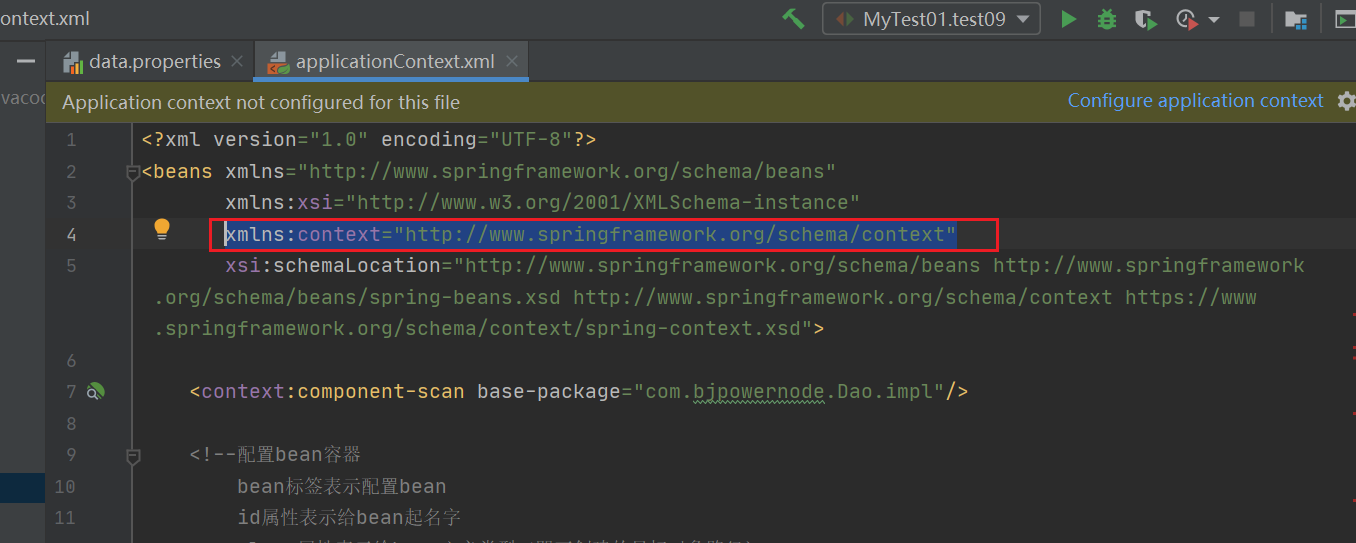 ontext.xml
MyTest01.test09
data.properties
applicationContext.xml
vacod
Application context not configured for this file
Configure application context
1 <?xml version="1.0" encoding="UTF-8"?>
2 <beans xmlns="http://www.springframework.org/schema/beans"
3 xmlns:xsi="http://www.w3.org/2001/XMLSchema-instance"
4 xmlns:context="http://www.springframework.org/schema/context"
5 xsi:schemaLocation="http://www.springframework.org/schema/beans http://www.springframework
.org/schema/beans/spring-beans.xsd http://www.springframework.org/schema/context https://www
.springframework.org/schema/context/spring-context.xsd">
6
7 <context:component-scan base-package="com.bjpowernode.Dao.impl"/>
8
9 <!--配置bean容器
10 bean标签表示配置bean
11 id属性表示给bean起名字